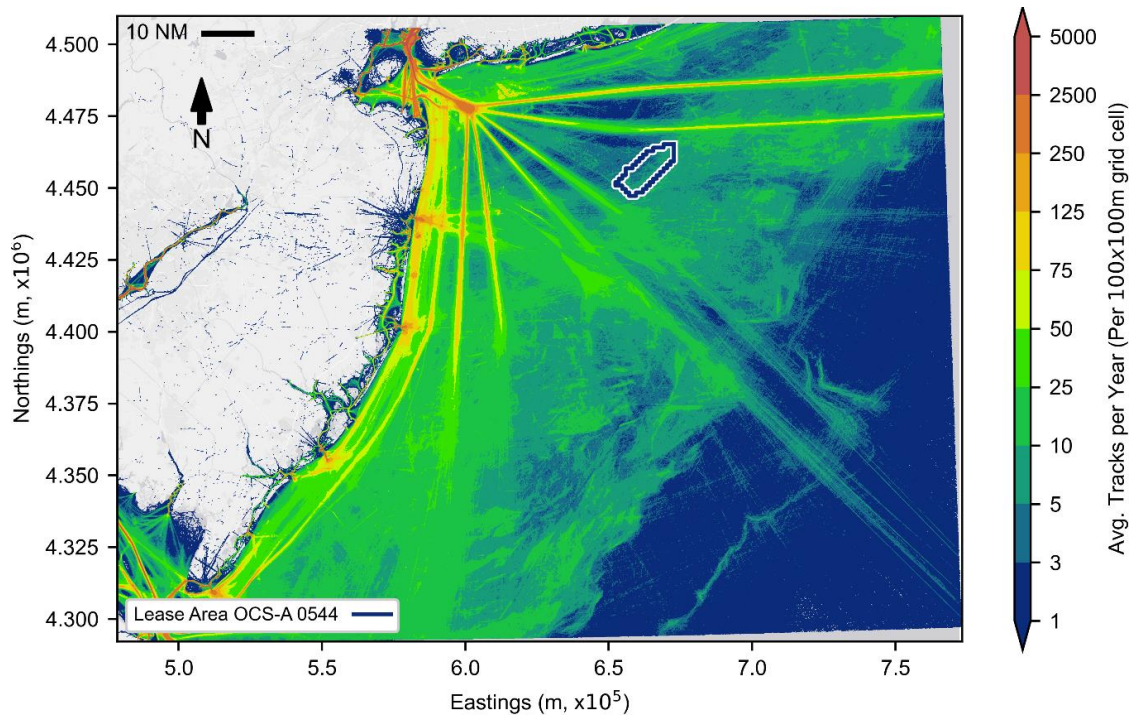 10 NM
N
4.500
4.475
4.450
4.425
4.400
4.375
4.350
4.325
4.300
Northings (m, x10⁶)
Lease Area OCS-A 0544
5.0 5.5 6.0 6.5 7.0 7.5
Eastings (m, x10⁵)
5000
2500
250
125
75
50
25
10
5
3
1
Avg. Tracks per Year (Per 100x100m grid cell)